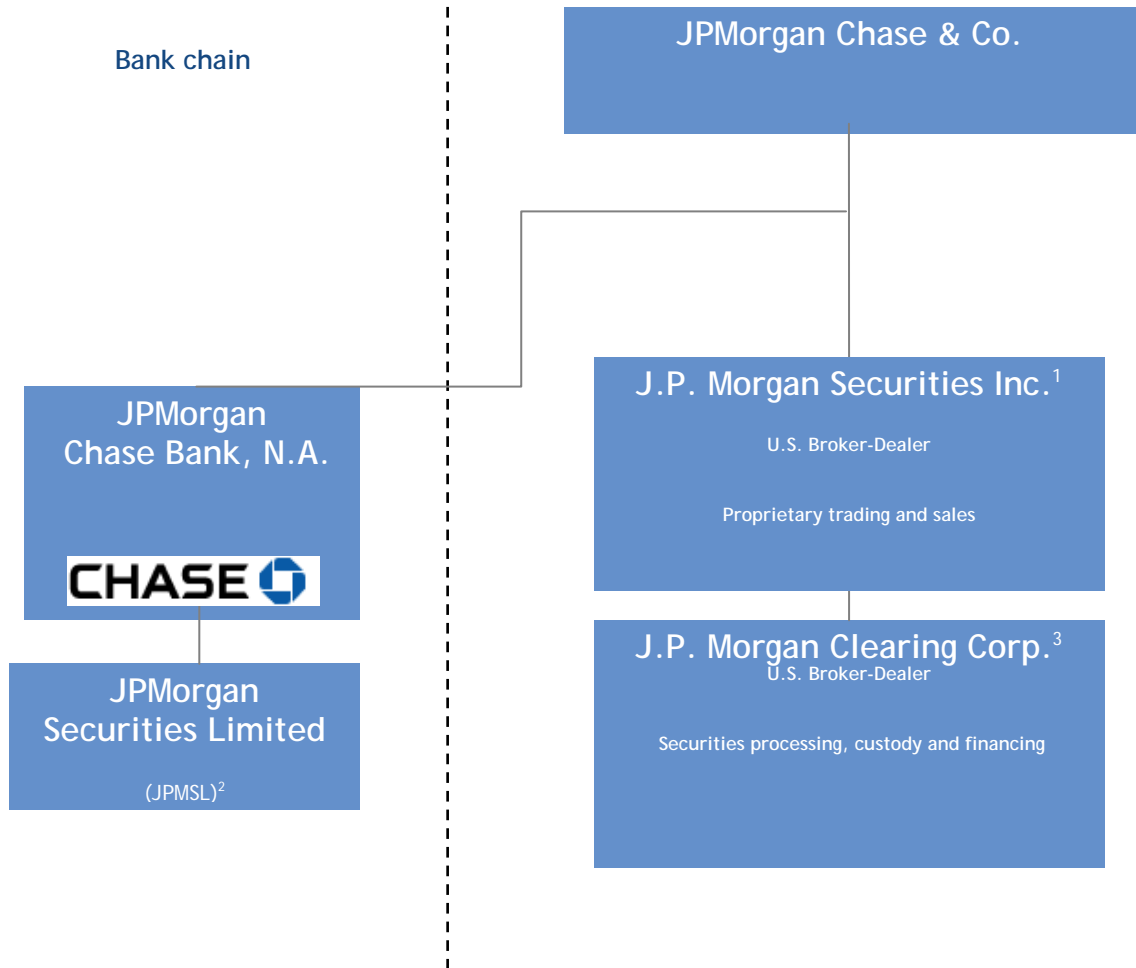 Bank chain
JPMorgan Chase & Co.
JPMorgan
Chase Bank, N.A.
CHASE
JPMorgan
Securities Limited
(JPMSL)²
J.P. Morgan Securities Inc.¹
U.S. Broker-Dealer
Proprietary trading and sales
J.P. Morgan Clearing Corp.³
U.S. Broker-Dealer
Securities processing, custody and financing